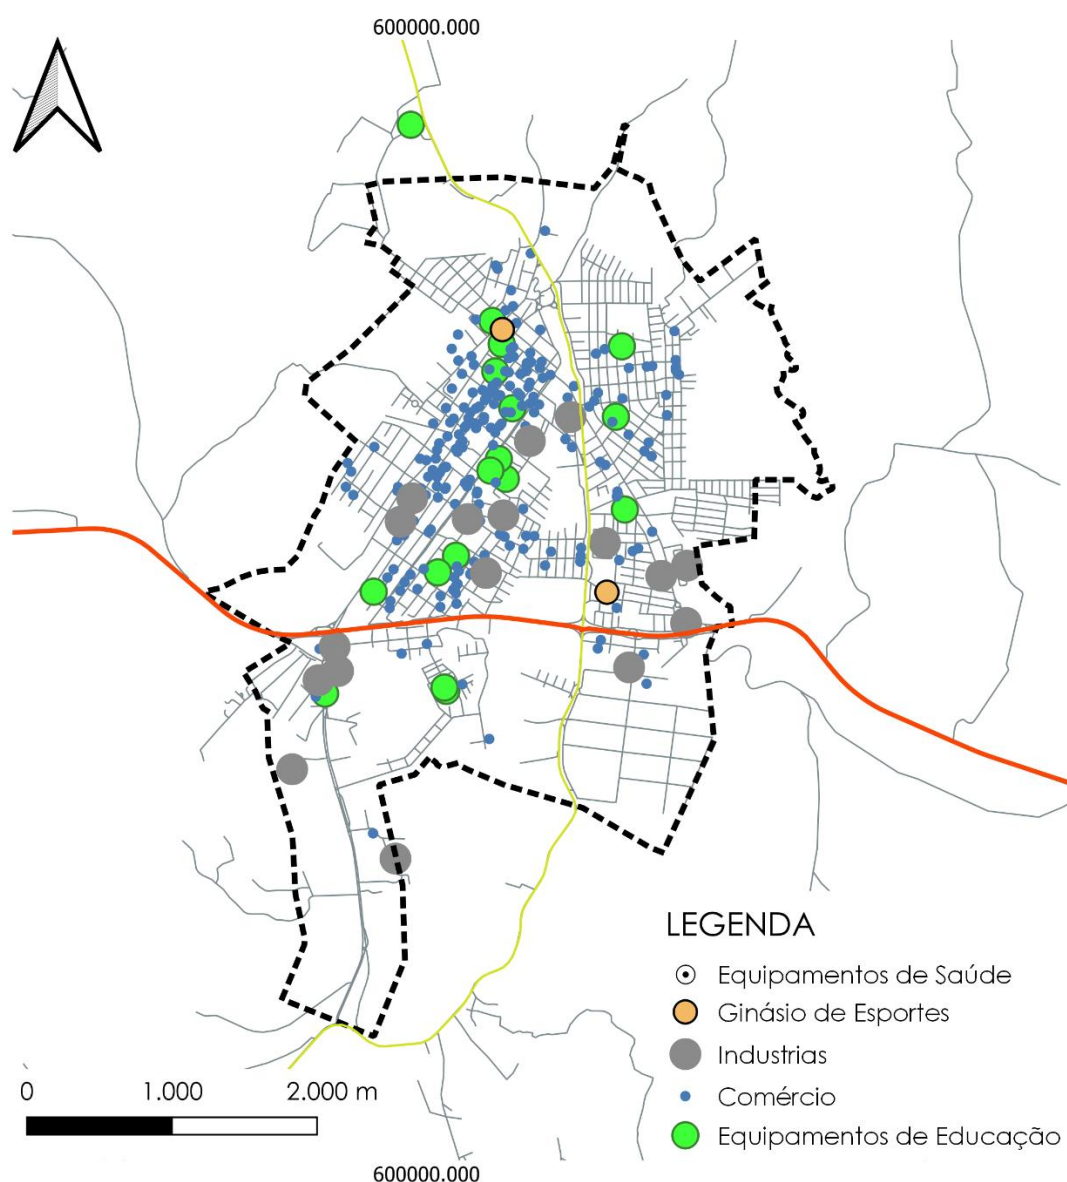 600000.000
LEGENDA
Equipamentos de Saúde
Ginásio de Esportes
Industrias
Comércio
Equipamentos de Educação
0 1.000 2.000 m
600000.000